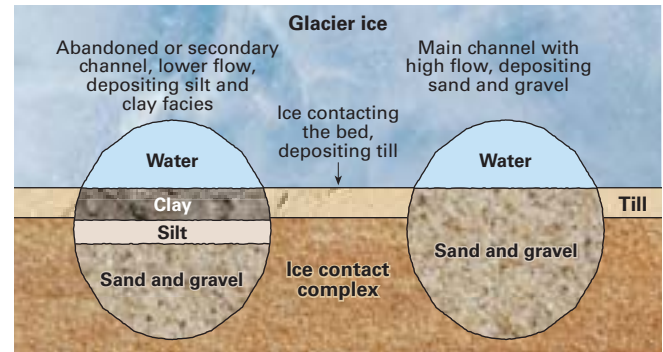 Glacier ice
Abandoned or secondary
channel, lower flow,
depositing silt and
clay facies
Main channel with
high flow, depositing
sand and gravel
Ice contacting
the bed,
depositing till
Water
Water
Clay
Till
Silt
Sand and gravel
Sand and gravel
Ice contact
complex